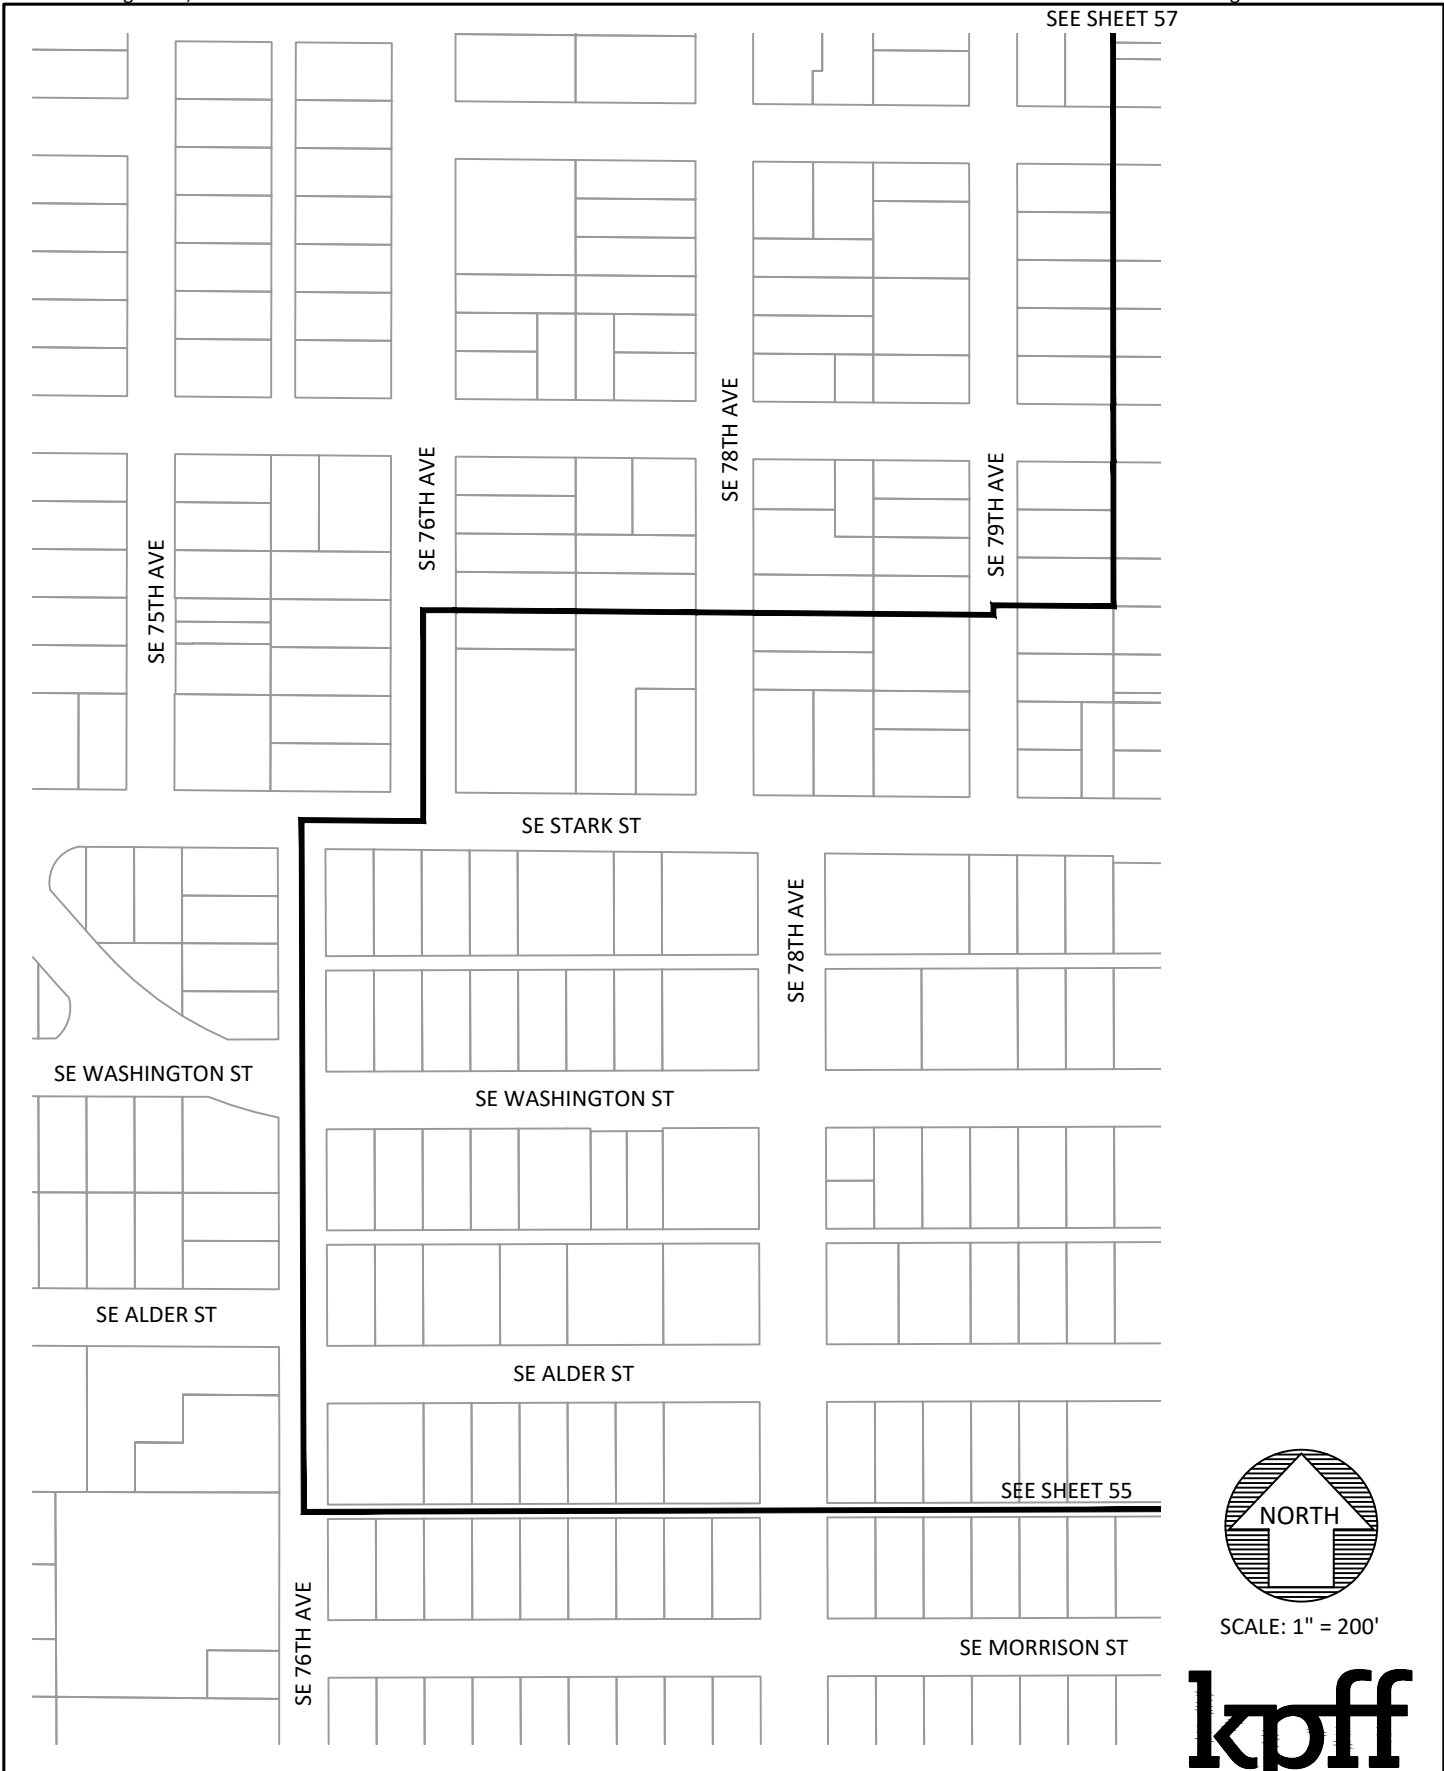 SEE SHEET 57
SE 78TH AVE
SE 76TH AVE
SE 79TH AVE
SE 75TH AVE
SE STARK ST
SE 78TH AVE
SE WASHINGTON ST
SE WASHINGTON ST
SE ALDER ST
SE ALDER ST
SEE SHEET 55
NORTH
SE 76TH AVE
SCALE: 1" = 200'
SE MORRISON ST
kpff